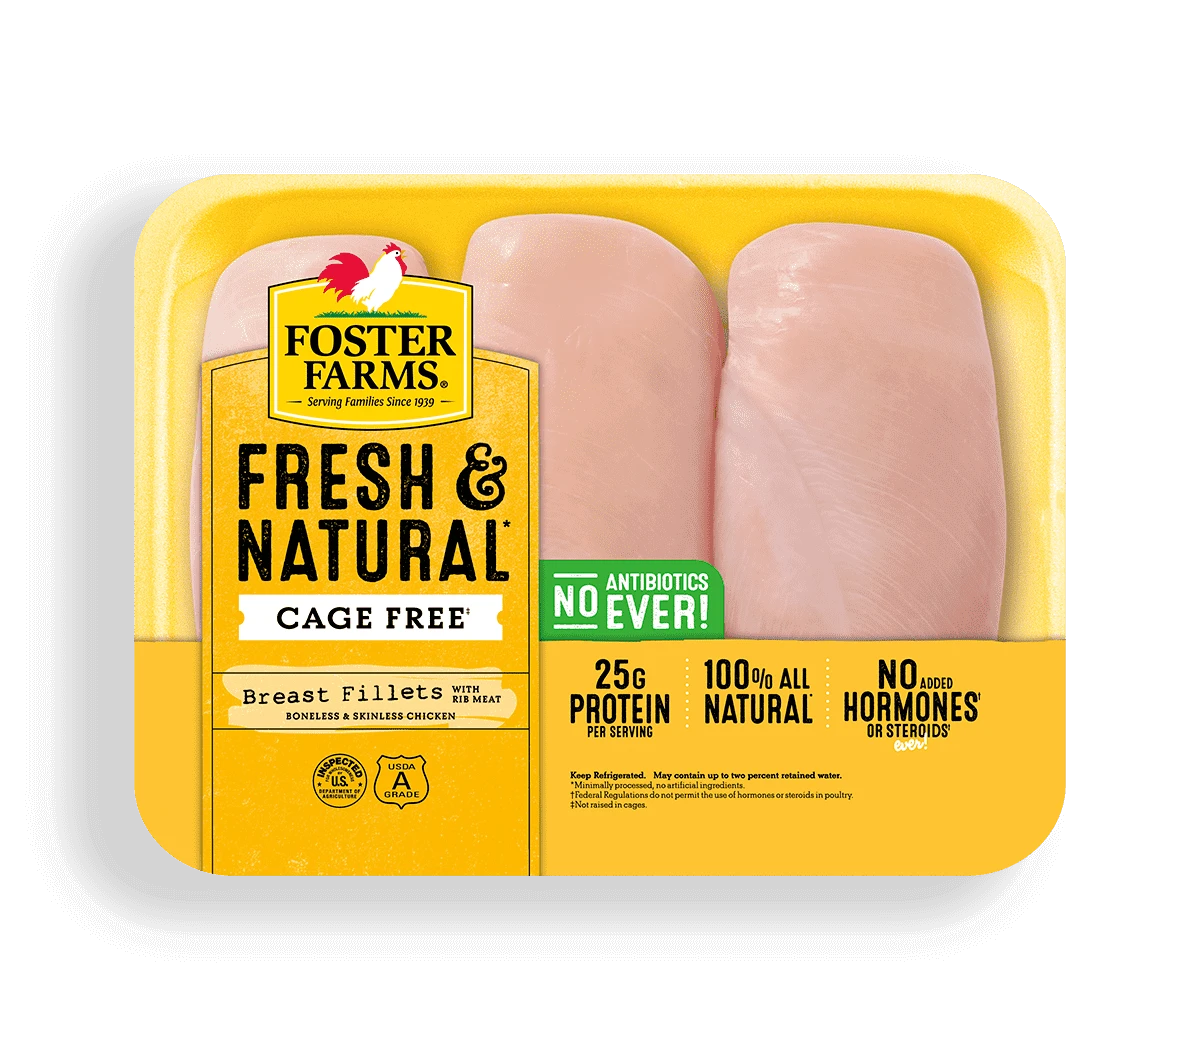 FOSTER
FARMS®
Serving Families Since 1939
FRESH &
NATURAL*
CAGE FREE‡
Breast Fillets WITH
RIB MEAT
BONELESS & SKINLESS CHICKEN
INSPECTED
FOR WHOLESOMENESS
BY
U.S.
DEPARTMENT OF
AGRICULTURE
USDA
A
GRADE
NO ANTIBIOTICS
EVER!
25G
PROTEIN
PER SERVING
100% ALL
NATURAL*
NO ADDED
HORMONES†
OR STEROIDS†
ever!
Keep Refrigerated. May contain up to two percent retained water.
*Minimally processed, no artificial ingredients.
†Federal Regulations do not permit the use of hormones or steroids in poultry.
‡Not raised in cages.